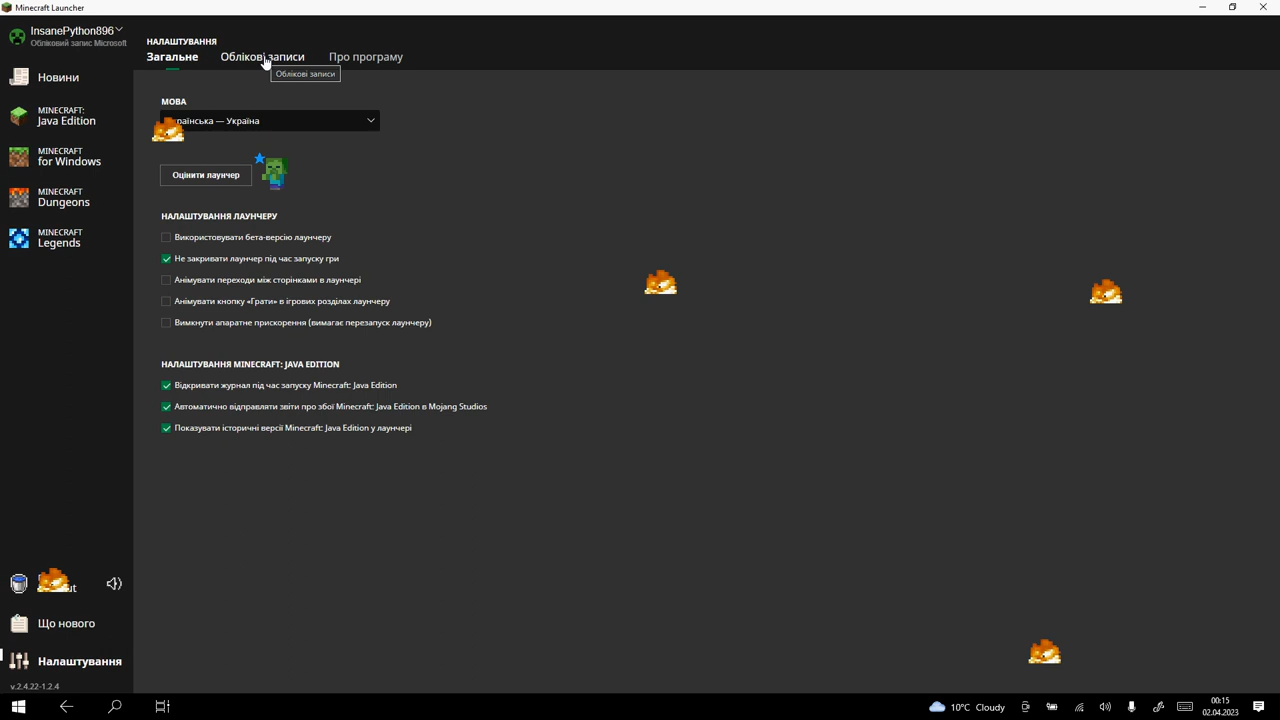 Minecraft Launcher
InsanePython896
Обліковий запис Microsoft
НАЛАШТУВАННЯ
Загальне Облікові записи Про програму
Облікові записи
Новини
MINECRAFT:
Java Edition
MINECRAFT
for Windows
MINECRAFT
Dungeons
MINECRAFT
Legends
МОВА
— Україна
Оцінити лаунчер
НАЛАШТУВАННЯ ЛАУНЧЕРУ
Використовувати бета-версію лаунчеру
Не закривати лаунчер під час запуску гри
Анімувати переходи між сторінками в лаунчері
Анімувати кнопку «Грати» в ігрових розділах лаунчеру
Вимкнути апаратне прискорення (вимагає перезапуск лаунчеру)
НАЛАШТУВАННЯ MINECRAFT: JAVA EDITION
Відкривати журнал під час запуску Minecraft: Java Edition
Автоматично відправляти звіти про збої Minecraft: Java Edition в Mojang Studios
Показувати історичні версії Minecraft: Java Edition у лаунчері
Що нового
Налаштування
v.2.4.22-1.2.4
10°C Cloudy
00:15
02.04.2023